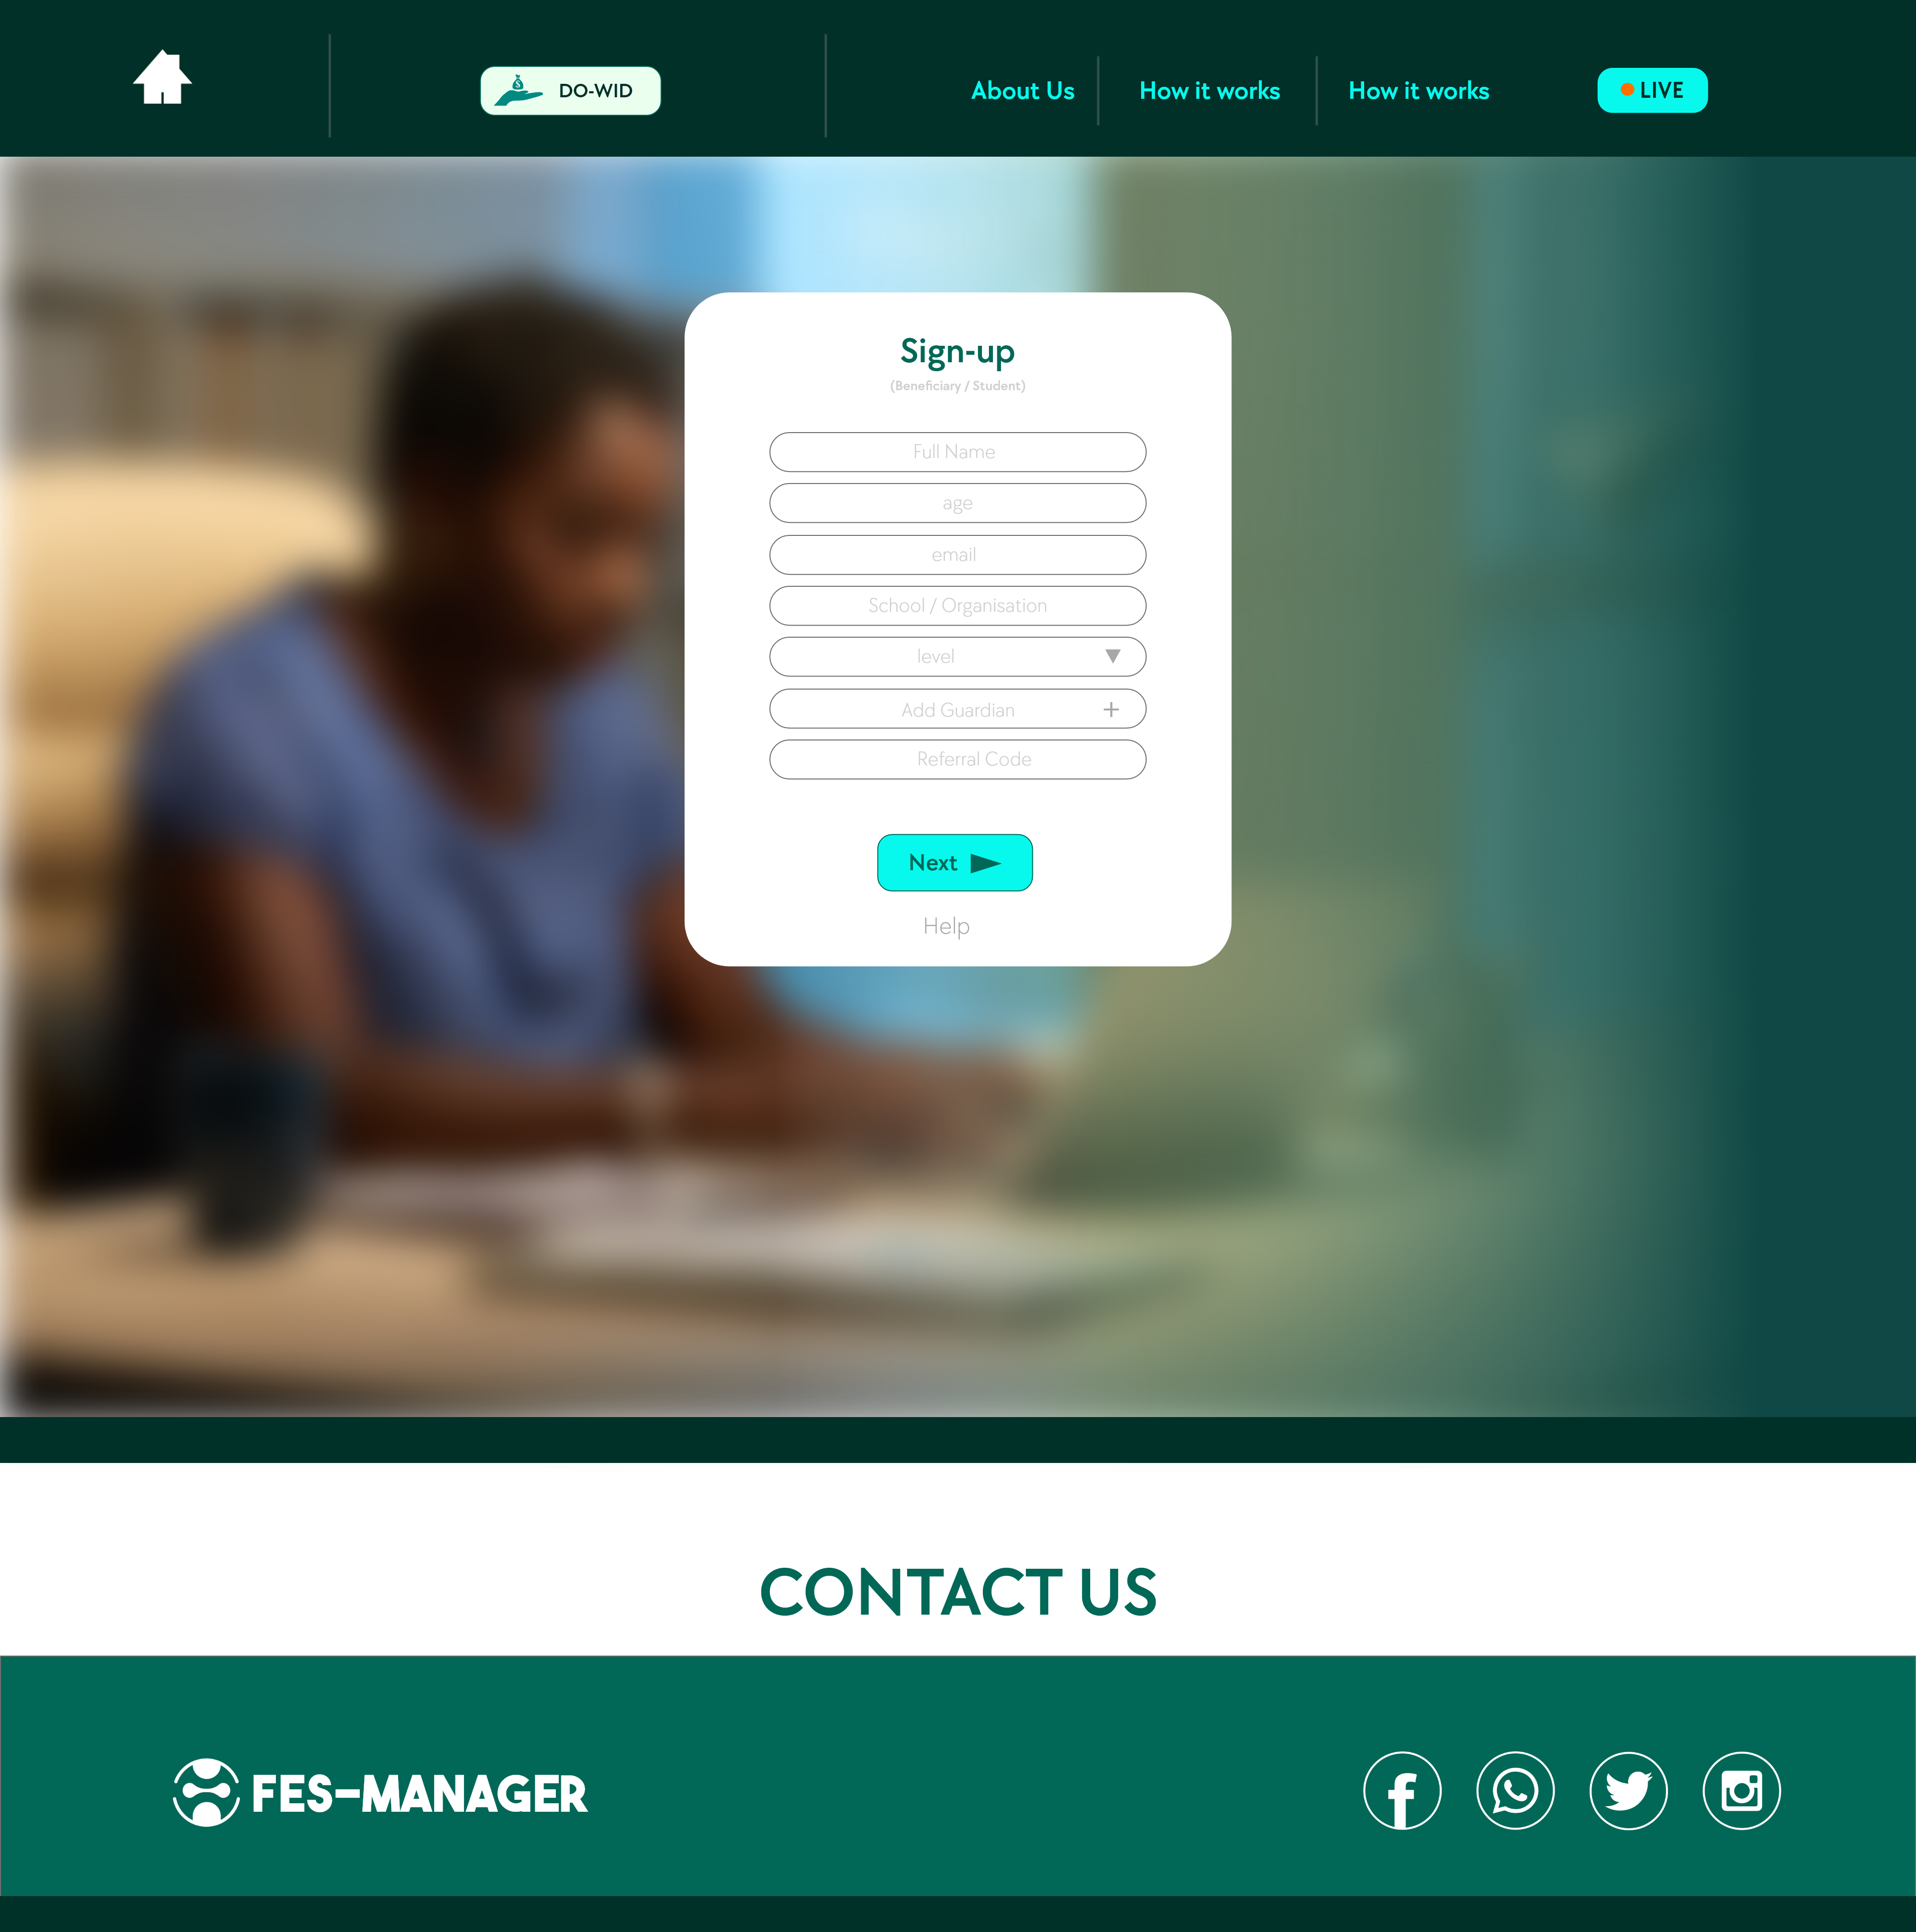 DO-WID
About Us
How it works
How it works
LIVE
Sign-up
(Beneficiary / Student)
Full Name
age
email
School / Organisation
level
Add Guardian
Referral Code
Next
Help
CONTACT US
FES-MANAGER